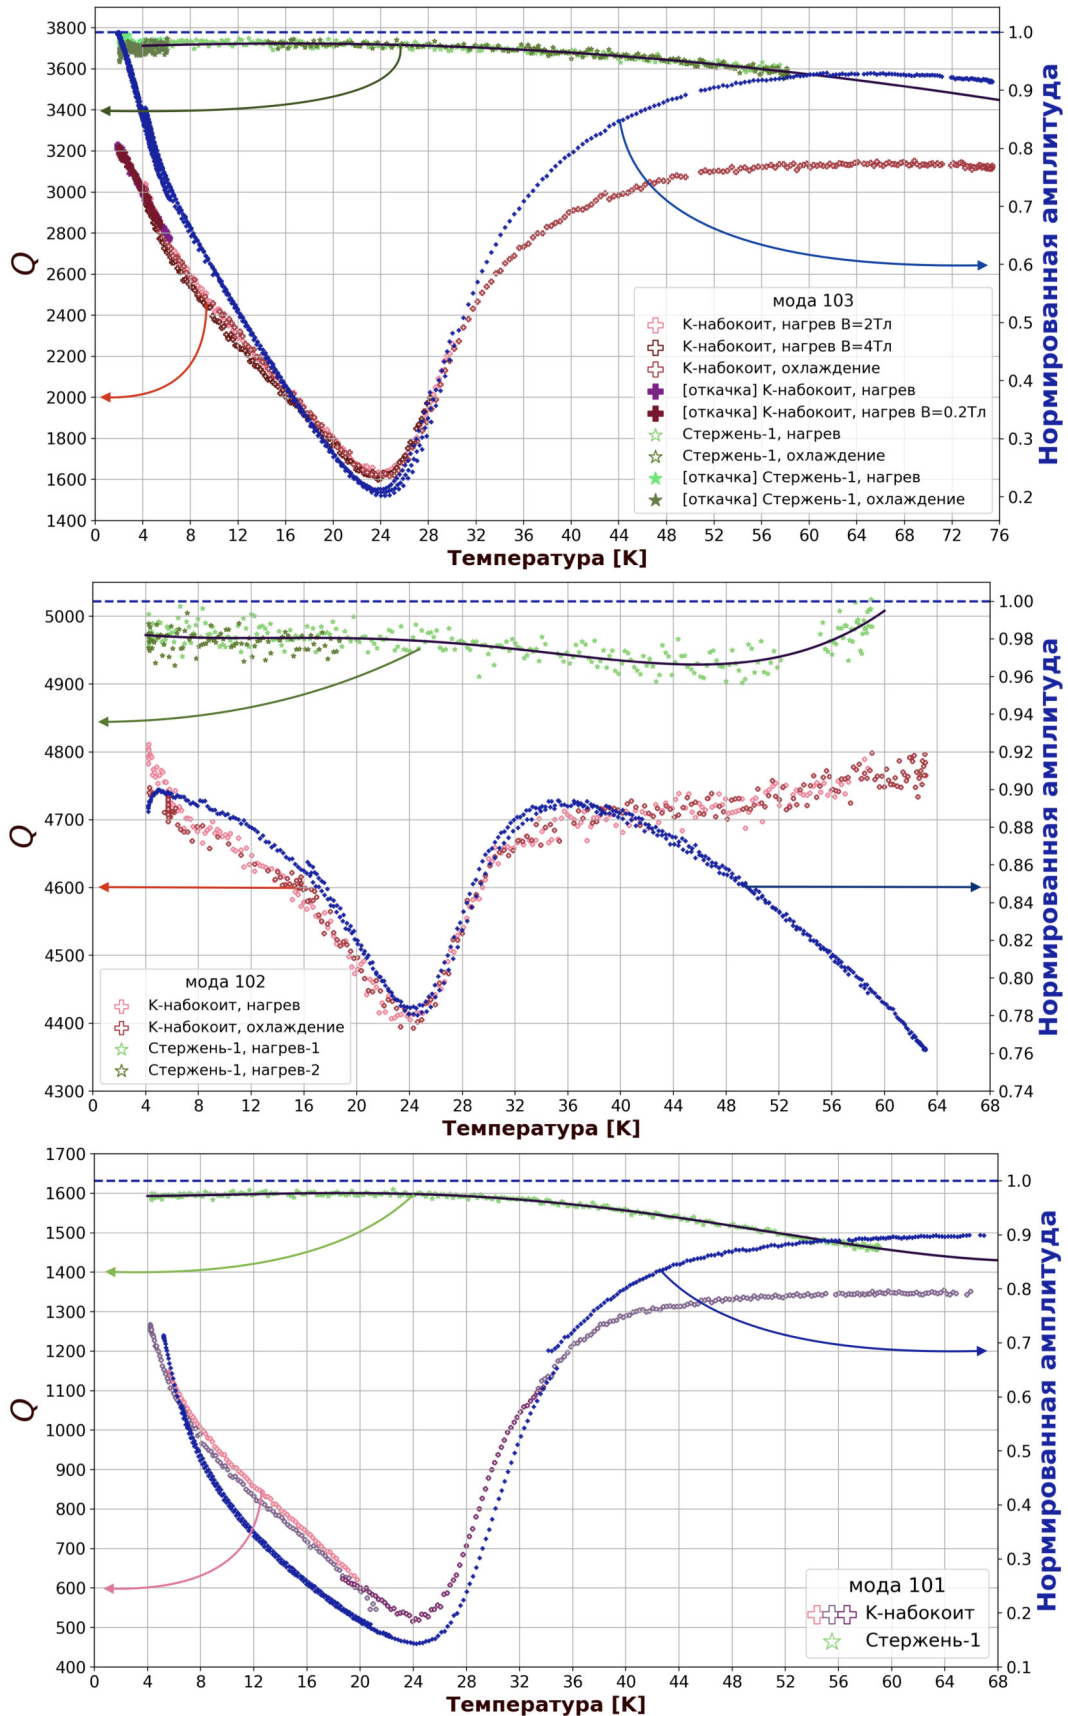 3800
3600
3400
3200
3000
2800
2600
2400
2200
2000
1800
1600
1400
Q
1.0
0.9
0.8
0.7
0.6
0.5
0.4
0.3
0.2
Нормированная амплитуда
мода 103
К-набокоит, нагрев B=2Тл
К-набокоит, нагрев B=4Тл
К-набокоит, охлаждение
[откачка] К-набокоит, нагрев
[откачка] К-набокоит, нагрев B=0.2Тл
Стержень-1, нагрев
Стержень-1, охлаждение
[откачка] Стержень-1, нагрев
[откачка] Стержень-1, охлаждение
0 4 8 12 16 20 24 28 32 36 40 44 48 52 56 60 64 68 72 76
Температура [K]
5000
4900
4800
4700
4600
4500
4400
4300
Q
1.00
0.98
0.96
0.94
0.92
0.90
0.88
0.86
0.84
0.82
0.80
0.78
0.76
0.74
Нормированная амплитуда
мода 102
К-набокоит, нагрев
К-набокоит, охлаждение
Стержень-1, нагрев-1
Стержень-1, нагрев-2
0 4 8 12 16 20 24 28 32 36 40 44 48 52 56 60 64 68
Температура [K]
1700
1600
1500
1400
1300
1200
1100
1000
900
800
700
600
500
400
Q
1.0
0.9
0.8
0.7
0.6
0.5
0.4
0.3
0.2
0.1
Нормированная амплитуда
мода 101
К-набокоит
Стержень-1
0 4 8 12 16 20 24 28 32 36 40 44 48 52 56 60 64 68
Температура [K]